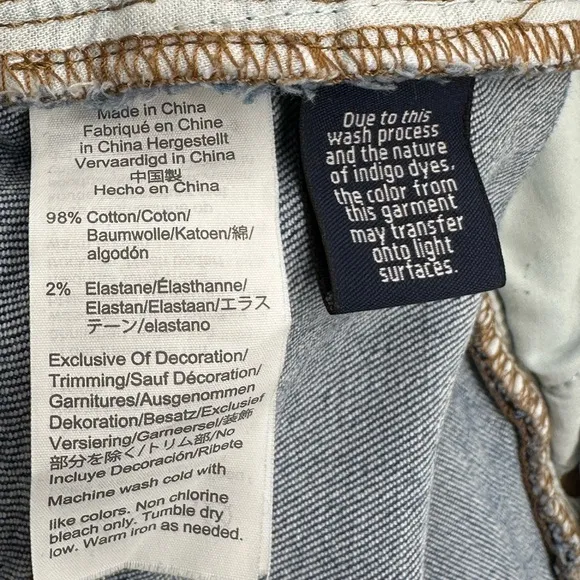 Made in China
Fabriqué en Chine
in China Hergestellt
Vervaardigd in China
中国製
Hecho en China
98% Cotton/Coton/
Baumwolle/Katoen/綿/
algodón
2% Elastane/Élasthanne/
Elastan/Elastaan/エラス
テーン/elastano
Exclusive Of Decoration/
Trimming/Sauf Décoration/
Garnitures/Ausgenommen
Dekoration/Besatz/Exclusief
Versiering/Garneersel/装飾
部分を除く/トリム部/No
Incluye Decoración/Ribete
Machine wash cold with
like colors. Non chlorine
bleach only. Tumble dry
low. Warm iron as needed.
Due to this
wash process
and the nature
of indigo dyes,
the color from
this garment
may transfer
onto light
surfaces.